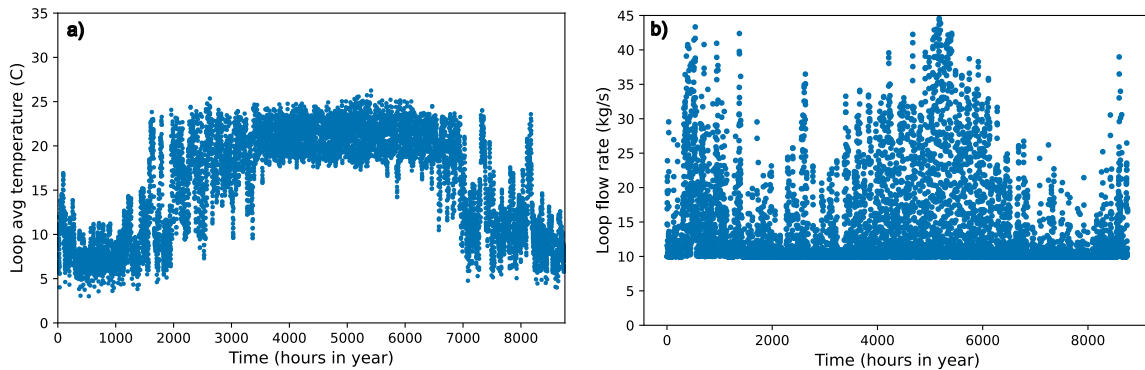 a)
35
30
25
20
15
10
5
0
Loop avg temperature (C)
0 1000 2000 3000 4000 5000 6000 7000 8000
Time (hours in year)
b)
45
40
35
30
25
20
15
10
5
0
Loop flow rate (kg/s)
0 2000 4000 6000 8000
Time (hours in year)